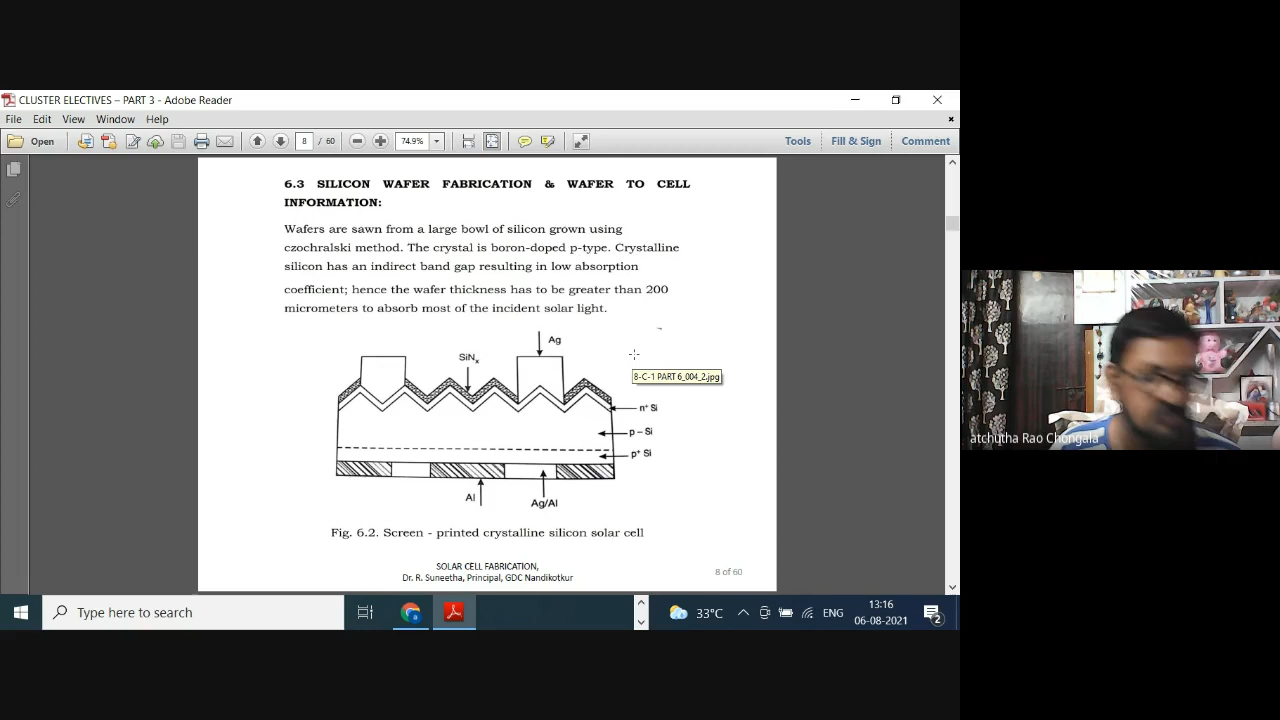 CLUSTER ELECTIVES – PART 3 - Adobe Reader
File Edit View Window Help
Open 8 / 60 74.9% Tools Fill & Sign Comment
6.3 SILICON WAFER FABRICATION & WAFER TO CELL
INFORMATION:
Wafers are sawn from a large bowl of silicon grown using
czochralski method. The crystal is boron-doped p-type. Crystalline
silicon has an indirect band gap resulting in low absorption
coefficient; hence the wafer thickness has to be greater than 200
micrometers to absorb most of the incident solar light.
Ag
SiNx
8-C-1 PART 6_004_2.jpg
n+ Si
p – Si
p+ Si
Al
Ag/Al
Fig. 6.2. Screen - printed crystalline silicon solar cell
SOLAR CELL FABRICATION,
Dr. R. Suneetha, Principal, GDC Nandikotkur
8 of 60
atchutha Rao Chongala
Type here to search
33°C
ENG
13:16
06-08-2021
2